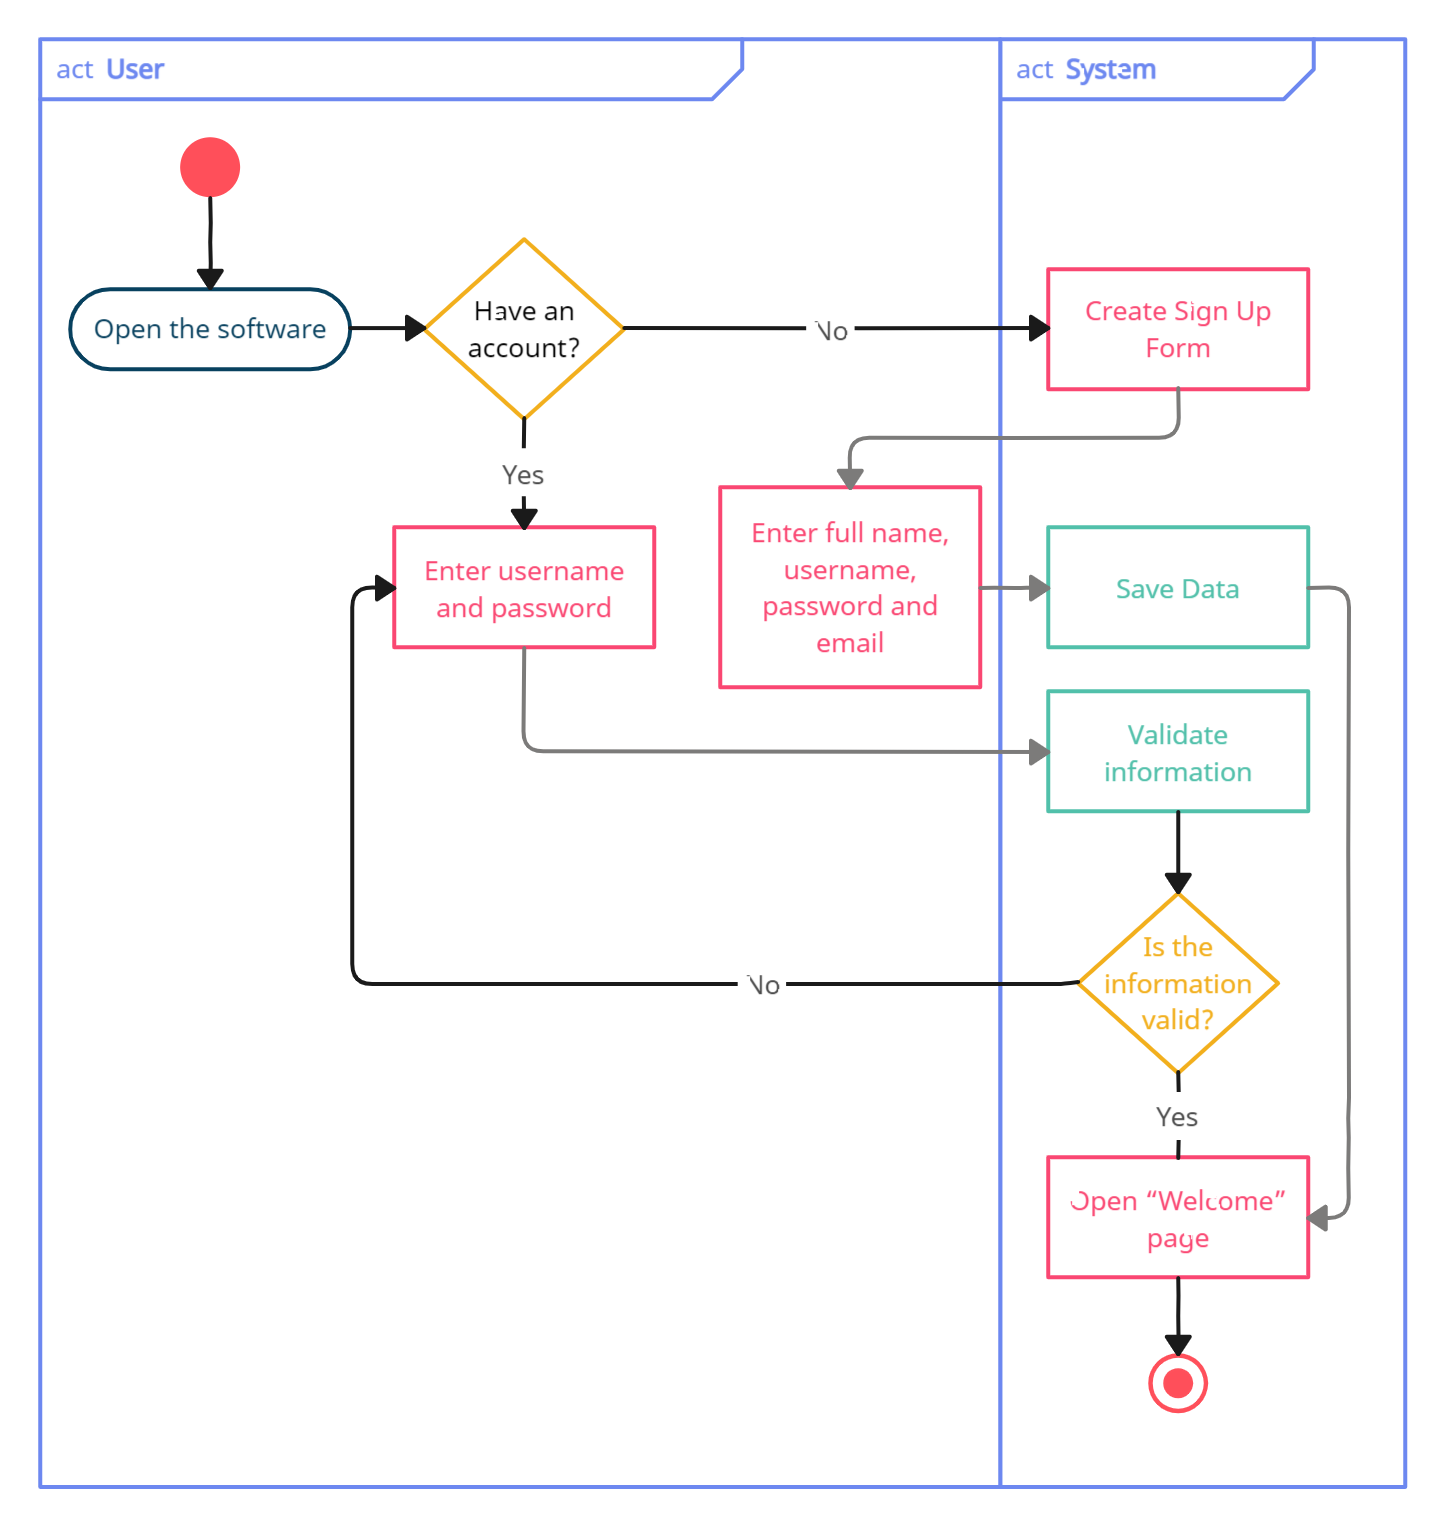 act User
act System
Open the software
Have an
account?
No
Create Sign Up
Form
Yes
Enter username
and password
Enter full name,
username,
password and
email
Save Data
Validate
information
Is the
information
valid?
No
Yes
Open “Welcome”
page